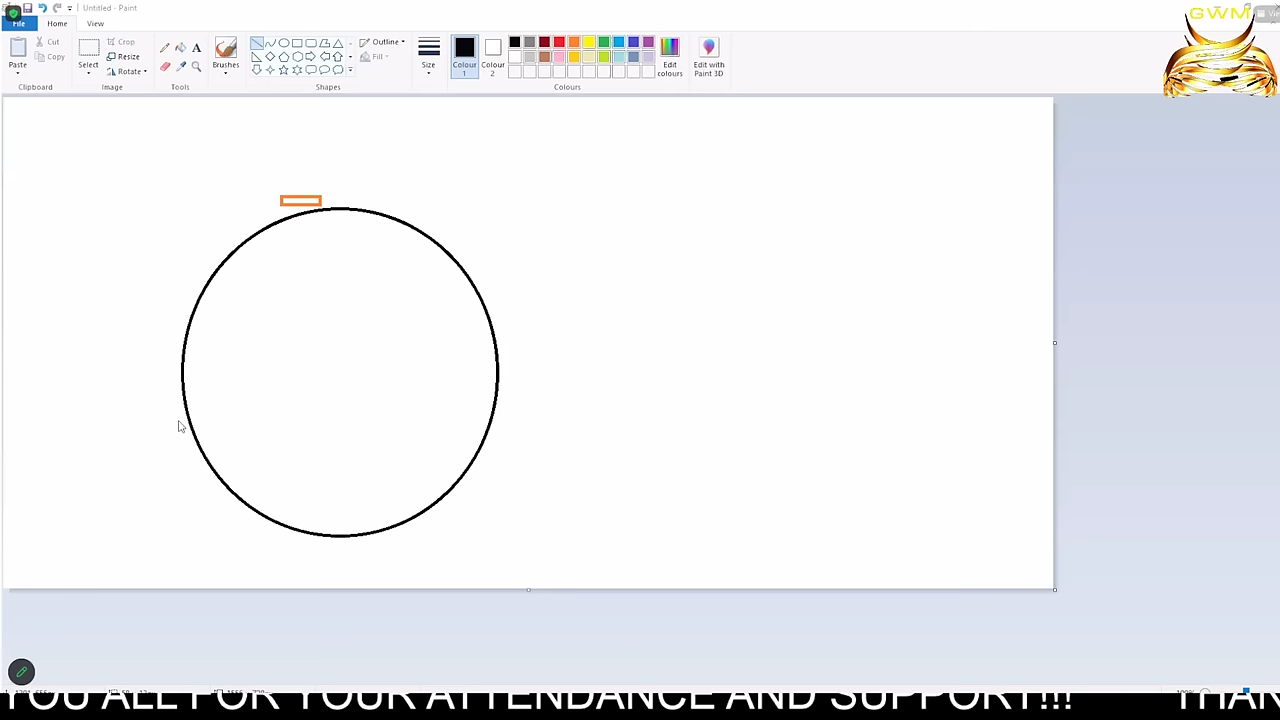 Untitled - Paint
GWM
File Home View
Paste Cut Copy Select Crop Resize Rotate Brushes Outline Fill Size Colour 1 Colour 2 Edit colours Edit with Paint 3D
Clipboard Image Tools Shapes Colours
YOU ALL FOR YOUR ATTENDANCE AND SUPPORT!!! THAN